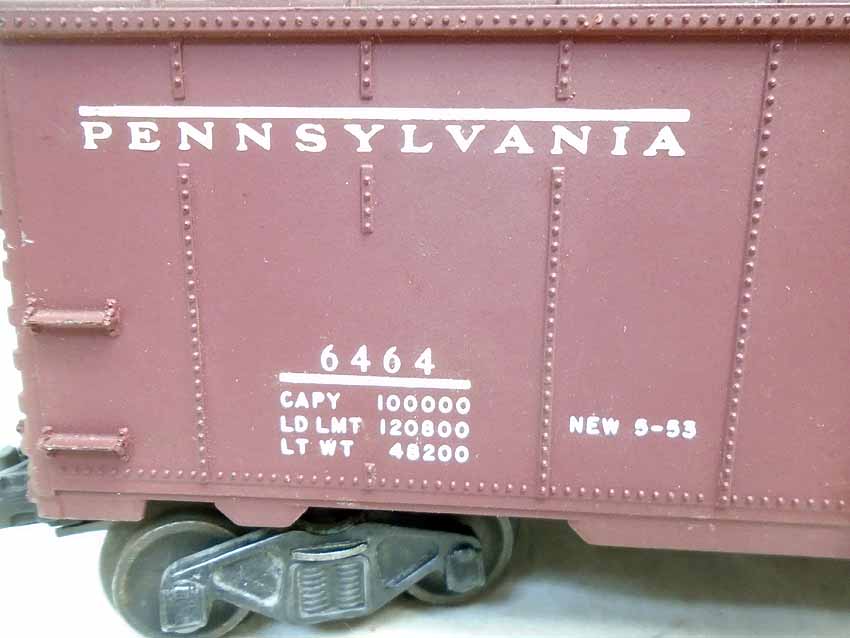 PENNSYLVANIA
6464
CAPY 100000
LD LMT 120800
LT WT 48200
NEW 5-53